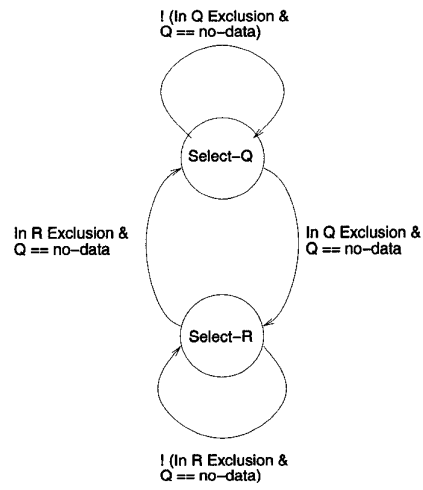 ! (In Q Exclusion &
Q == no–data)
Select–Q
In R Exclusion &
Q == no–data
In Q Exclusion &
Q == no–data
Select–R
! (In R Exclusion &
Q == no–data)